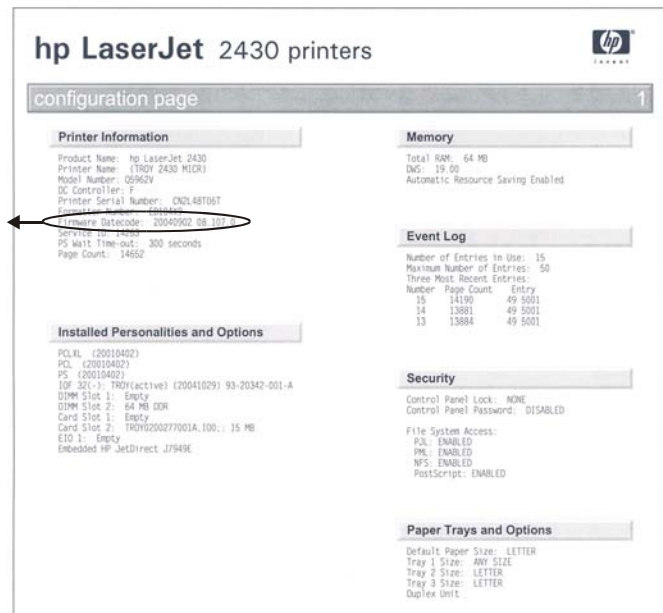 hp LaserJet 2430 printers
hp
invent
configuration page 1
Printer Information
Product Name: hp LaserJet 2430
Printer Name: (TROY 2430 MICR)
Model Number: Q5962V
DC Controller: F
Printer Serial Number: CN2L48T06T
Formatter Number:
Firmware Datecode: 20040902 08.107.0
Service ID: 14263
PS Wait Time-out: 300 seconds
Page Count: 14652
Installed Personalities and Options
PCLXL (20010402)
PCL (20010402)
PS (20010402)
IOF 32(-): TROY(active) (20041029) 93-20342-001-A
DIMM Slot 1: Empty
DIMM Slot 2: 64 MB DDR
Card Slot 1: Empty
Card Slot 2: TROY0200277001A,I00;: 15 MB
EIO 1: Empty
Embedded HP JetDirect J7949E
Memory
Total RAM: 64 MB
DWS: 19.00
Automatic Resource Saving Enabled
Event Log
Number of Entries in Use: 15
Maximum Number of Entries: 50
Three Most Recent Entries:
Number Page Count Entry
15 14190 49 5001
14 13881 49 5001
13 13884 49 5001
Security
Control Panel Lock: NONE
Control Panel Password: DISABLED
File System Access:
PJL: ENABLED
PML: ENABLED
NFS: ENABLED
PostScript: ENABLED
Paper Trays and Options
Default Paper Size: LETTER
Tray 1 Size: ANY SIZE
Tray 2 Size: LETTER
Tray 3 Size: LETTER
Duplex Unit